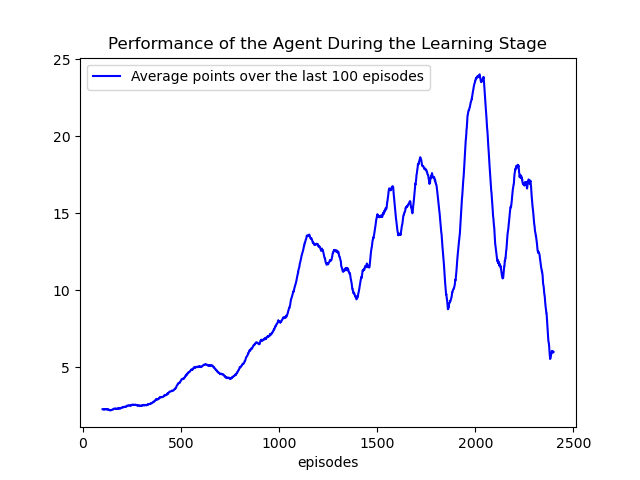 Performance of the Agent During the Learning Stage
Average points over the last 100 episodes
25
20
15
10
5
0 500 1000 1500 2000 2500
episodes